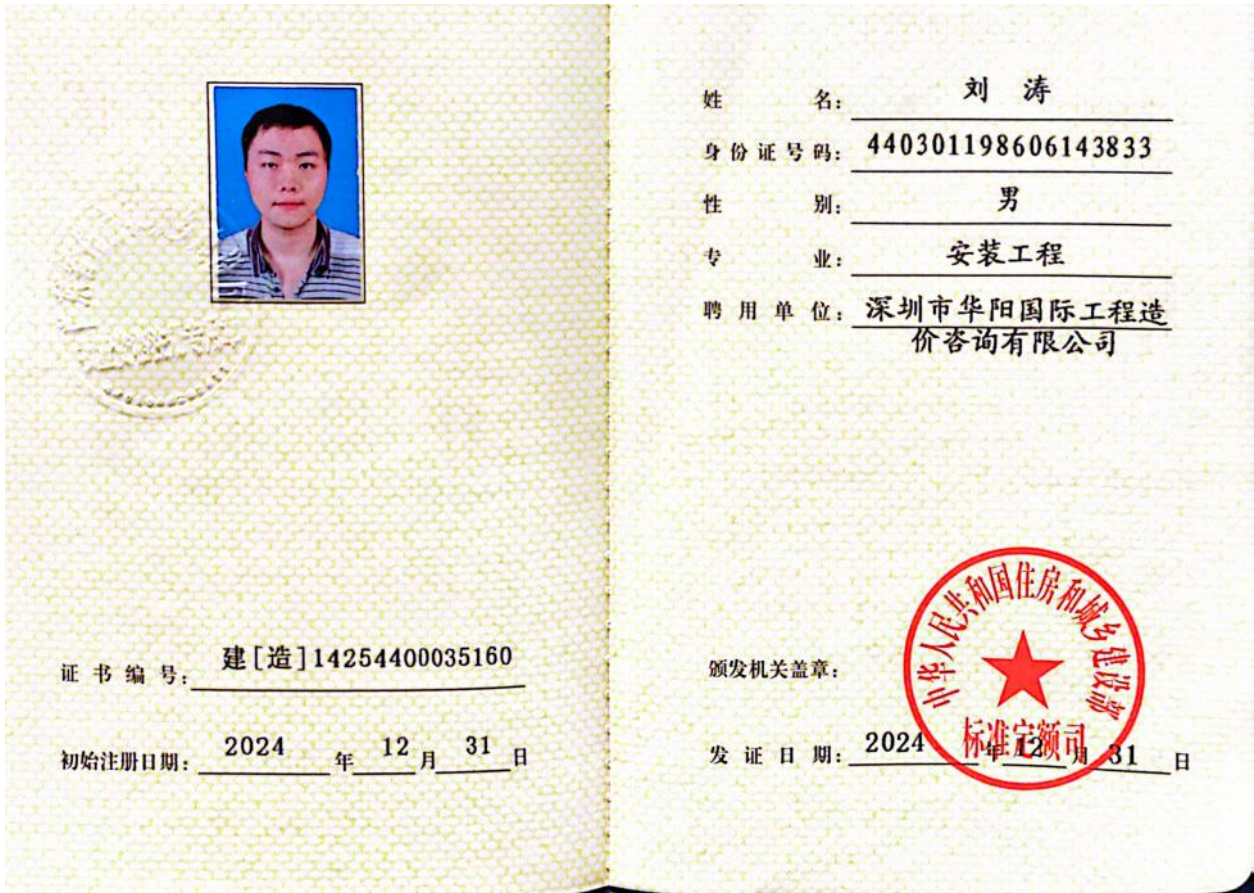 证书编号: 建[造]14254400035160
初始注册日期: 2024 年 12 月 31 日
姓名: 刘涛
身份证号码: 440301198606143833
性别: 男
专业: 安装工程
聘用单位: 深圳市华阳国际工程造
价咨询有限公司
颁发机关盖章:
中华人民共和国住房和城乡建设部
标准定额司
发证日期: 2024 年 12 月 31 日